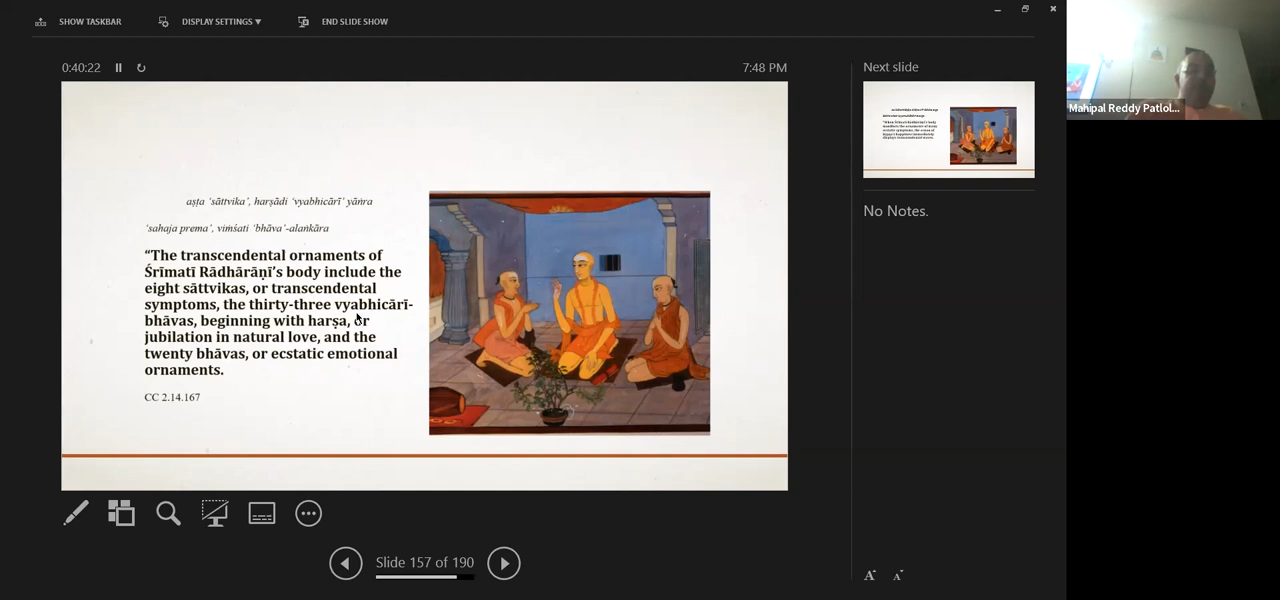 SHOW TASKBAR
DISPLAY SETTINGS ▼
END SLIDE SHOW
0:40:22
7:48 PM
Next slide
Mahipal Reddy Patlol...
aṣṭa ‘sāttvika’, harṣādi ‘vyabhicārī’ yāṅra
‘sahaja prema’, viṁśati ‘bhāva’-alaṅkāra
“The transcendental ornaments of
Śrīmatī Rādhārāṇī’s body include the
eight sāttvikas, or transcendental
symptoms, the thirty-three vyabhicārī-
bhāvas, beginning with harṣa, or
jubilation in natural love, and the
twenty bhāvas, or ecstatic emotional
ornaments.
CC 2.14.167
No Notes.
Slide 157 of 190
A A